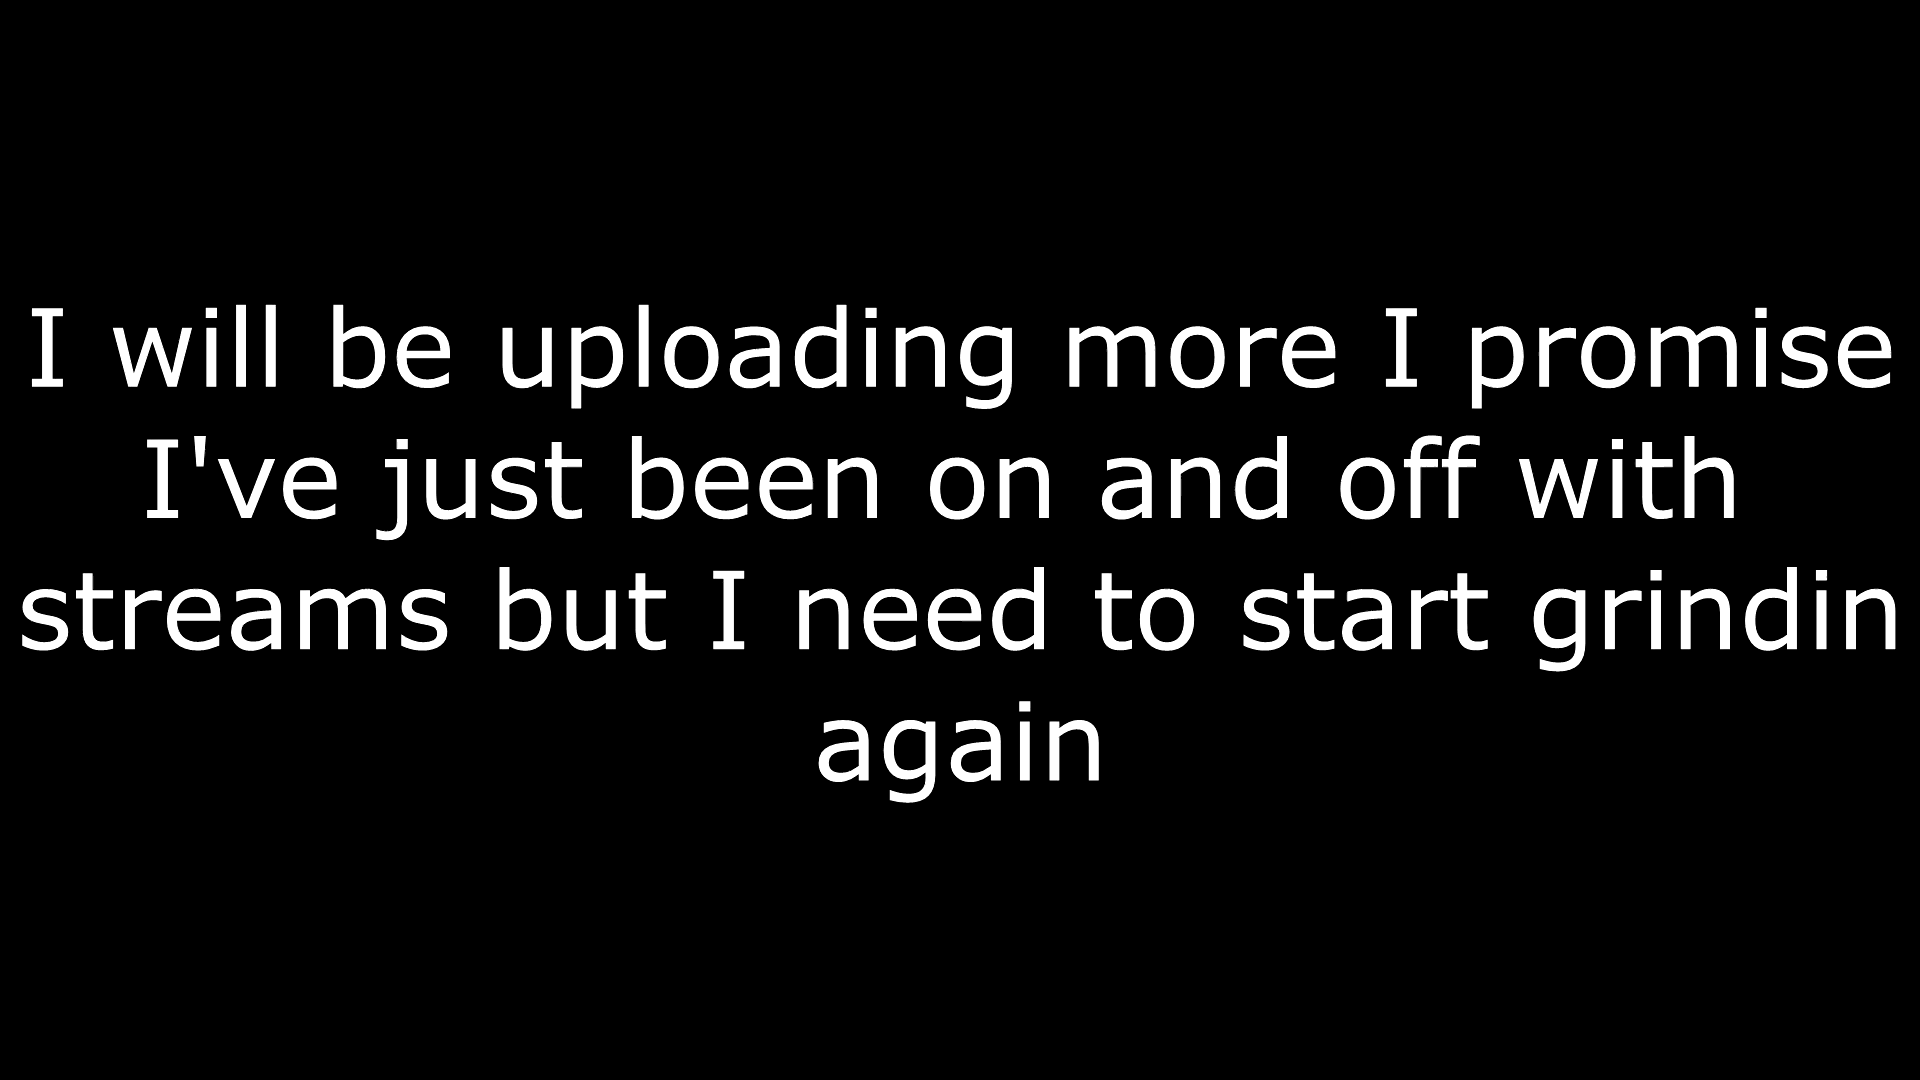 I will be uploading more I promise
I've just been on and off with
streams but I need to start grindin
again